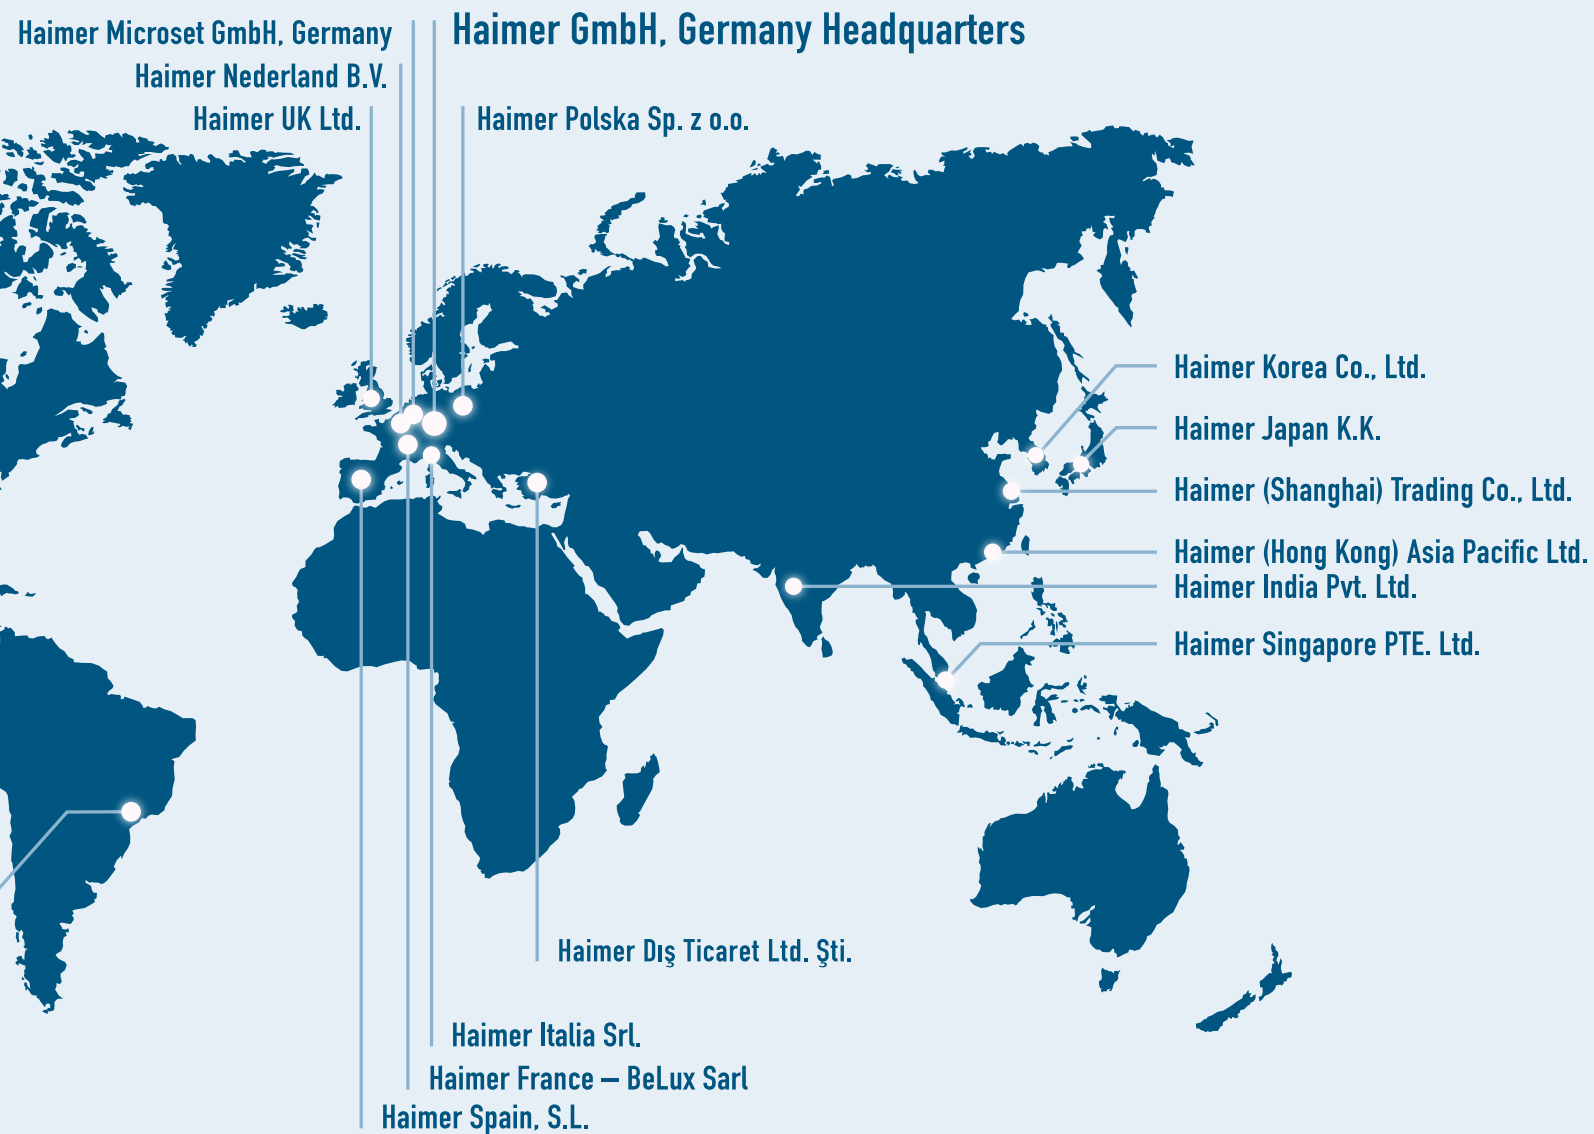 Haimer Microset GmbH, Germany
Haimer GmbH, Germany Headquarters
Haimer Nederland B.V.
Haimer UK Ltd.
Haimer Polska Sp. z o.o.
Haimer Korea Co., Ltd.
Haimer Japan K.K.
Haimer (Shanghai) Trading Co., Ltd.
Haimer (Hong Kong) Asia Pacific Ltd.
Haimer India Pvt. Ltd.
Haimer Singapore PTE. Ltd.
Haimer Dış Ticaret Ltd. Şti.
Haimer Italia Srl.
Haimer France – BeLux Sarl
Haimer Spain, S.L.